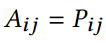 A_{ij} = P_{ij}